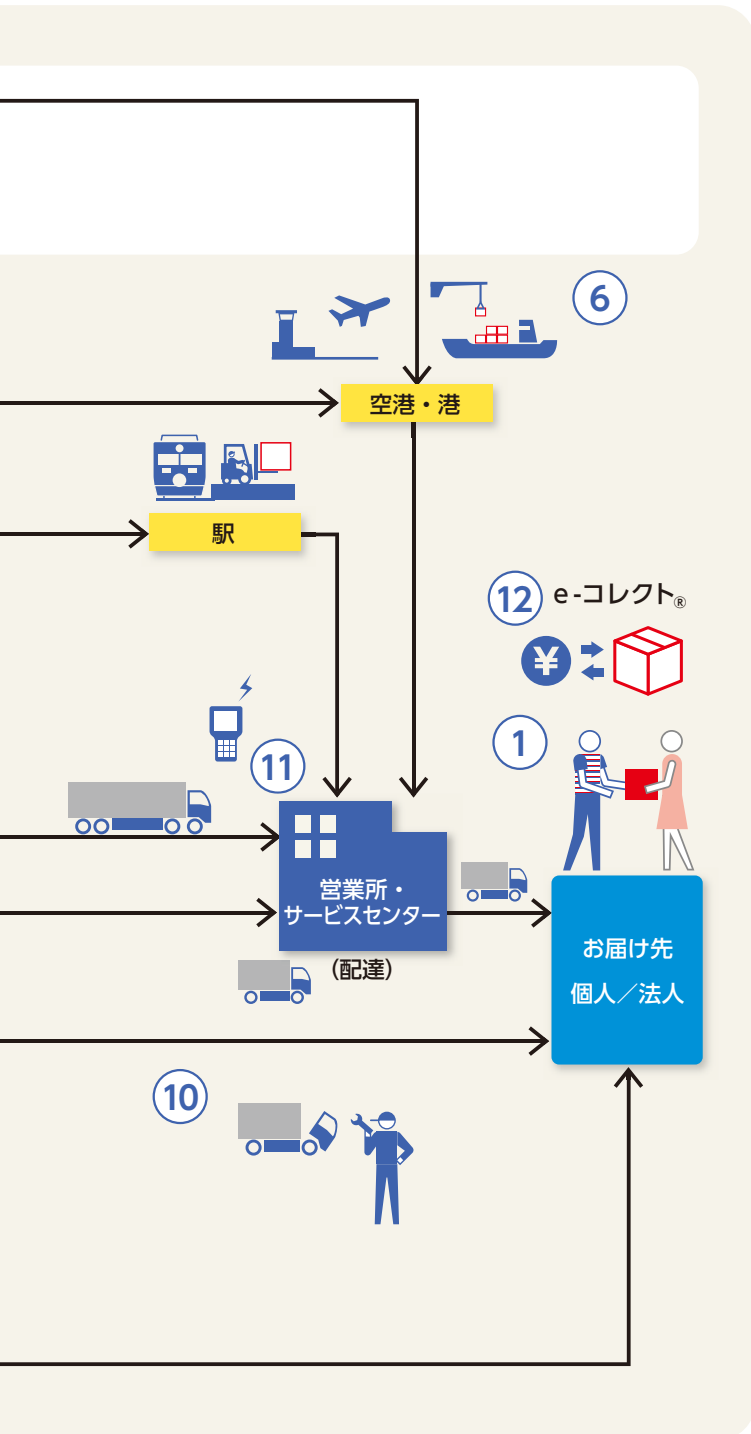 6
空港・港
駅
12 e-コレクト®
¥
1
11
営業所・
サービスセンター
(配達)
お届け先
個人／法人
10